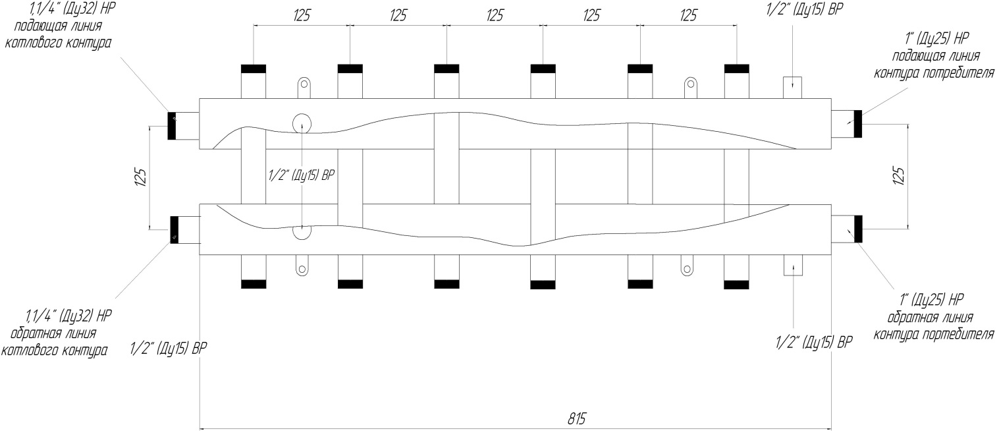 1,1/4" (Ду32) НР
подающая линия
котлового контура
125
125
125
125
125
1/2" (Ду15) ВР
1" (Ду25) НР
подающая линия
контура потребителя
125
1/2" (Ду15) ВР
125
1,1/4" (Ду32) НР
обратная линия
котлового контура
1/2" (Ду15) ВР
1/2" (Ду15) ВР
1" (Ду25) НР
обратная линия
контура портебителя
815